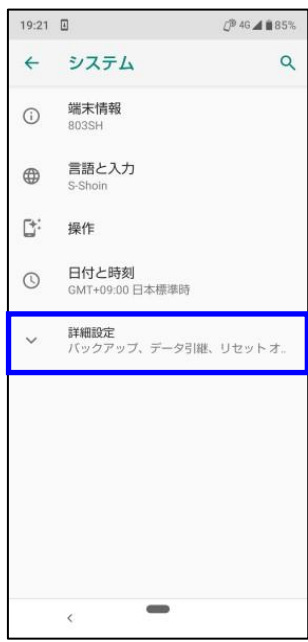 19:21 4G 85%
システム
端末情報
803SH
言語と入力
S-Shoin
操作
日付と時刻
GMT+09:00 日本標準時
詳細設定
バックアップ、データ引継、リセット オ..